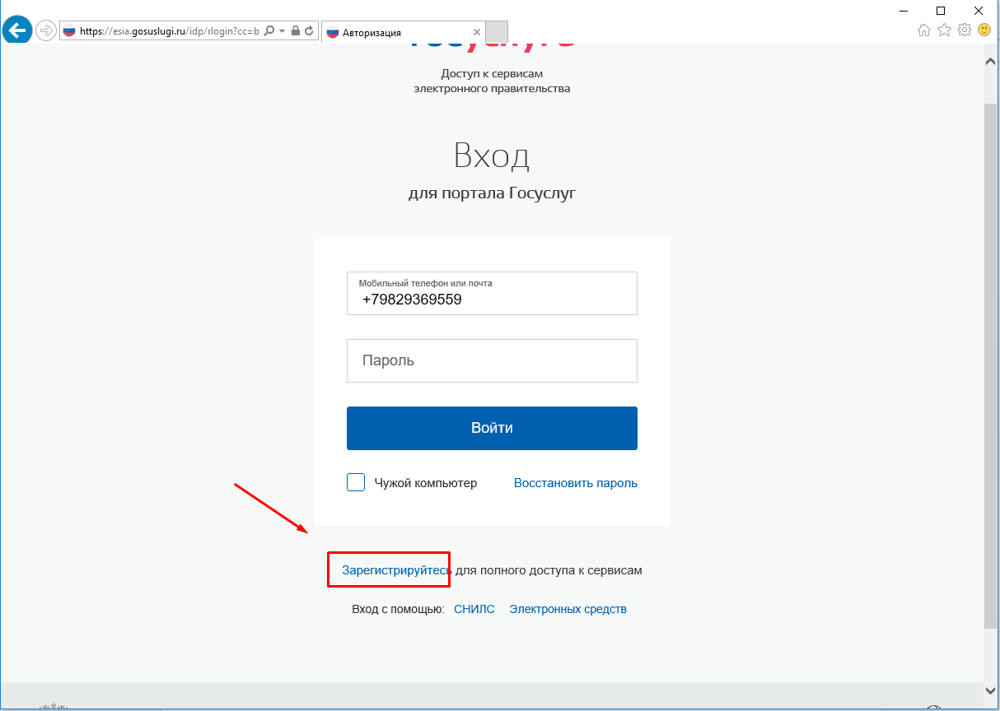 https://esia.gosuslugi.ru/idp/rlogin?cc=b
Авторизация
госуслуги
Доступ к сервисам
электронного правительства
Вход
для портала Госуслуг
Мобильный телефон или почта
+79829369559
Пароль
Войти
Чужой компьютер
Восстановить пароль
Зарегистрируйтесь для полного доступа к сервисам
Вход с помощью: СНИЛС Электронных средств